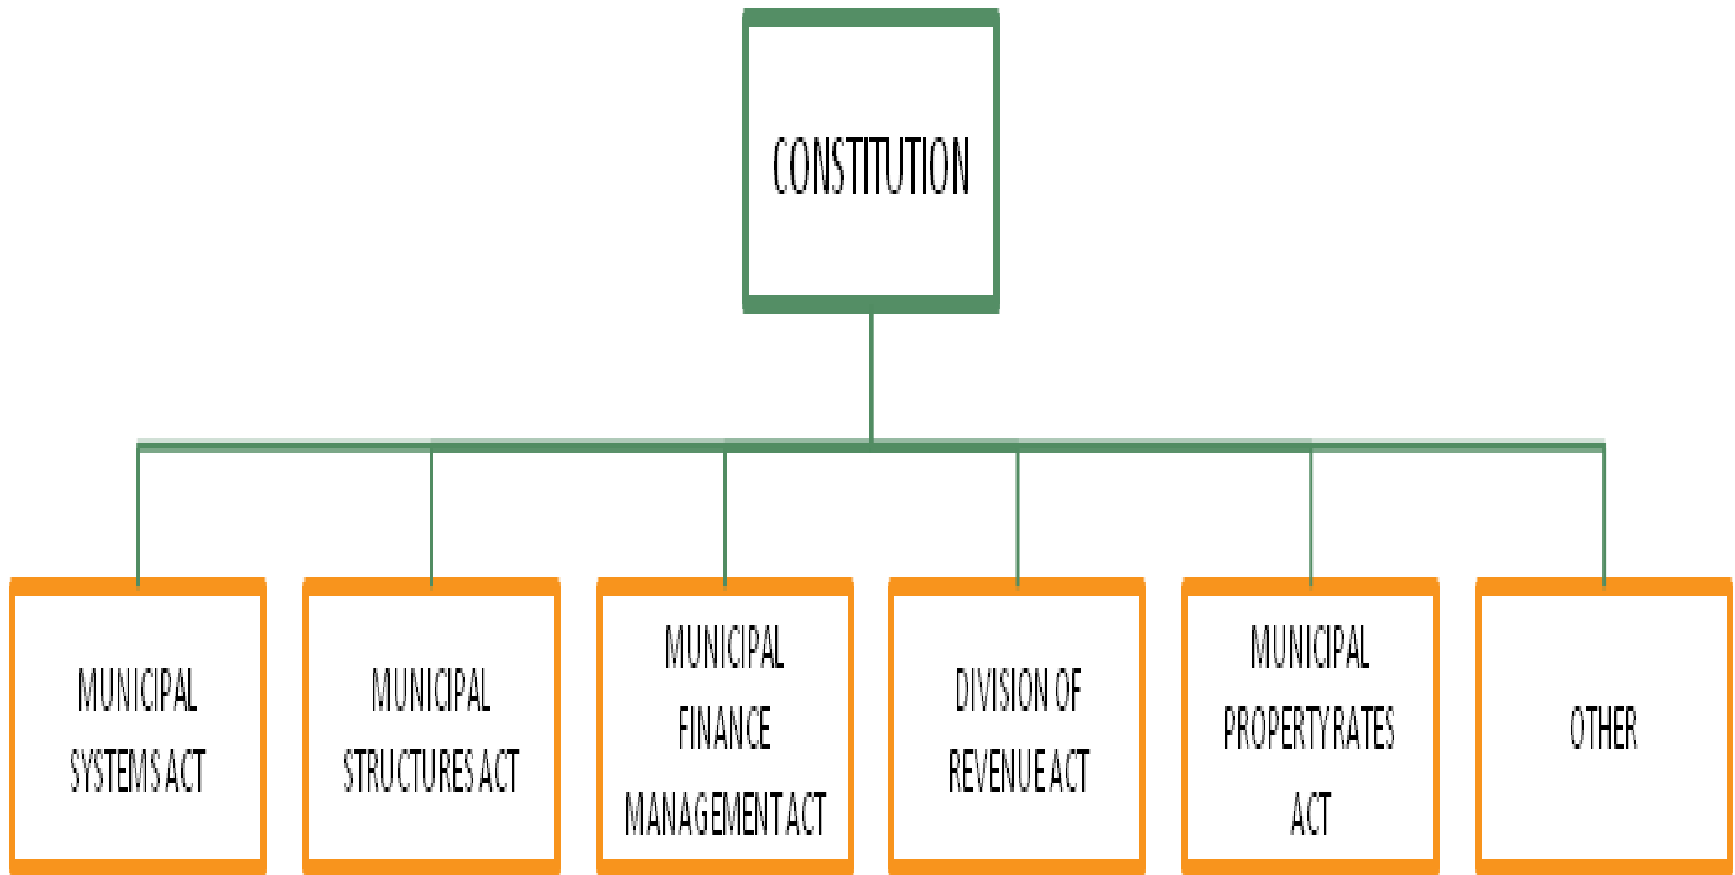 CONSTITUTION
MUNICIPAL
SYSTEMS ACT
MUNICIPAL
STRUCTURES ACT
MUNICIPAL
FINANCE
MANAGEMENT ACT
DIVISION OF
REVENUE ACT
MUNICIPAL
PROPERTY RATES
ACT
OTHER